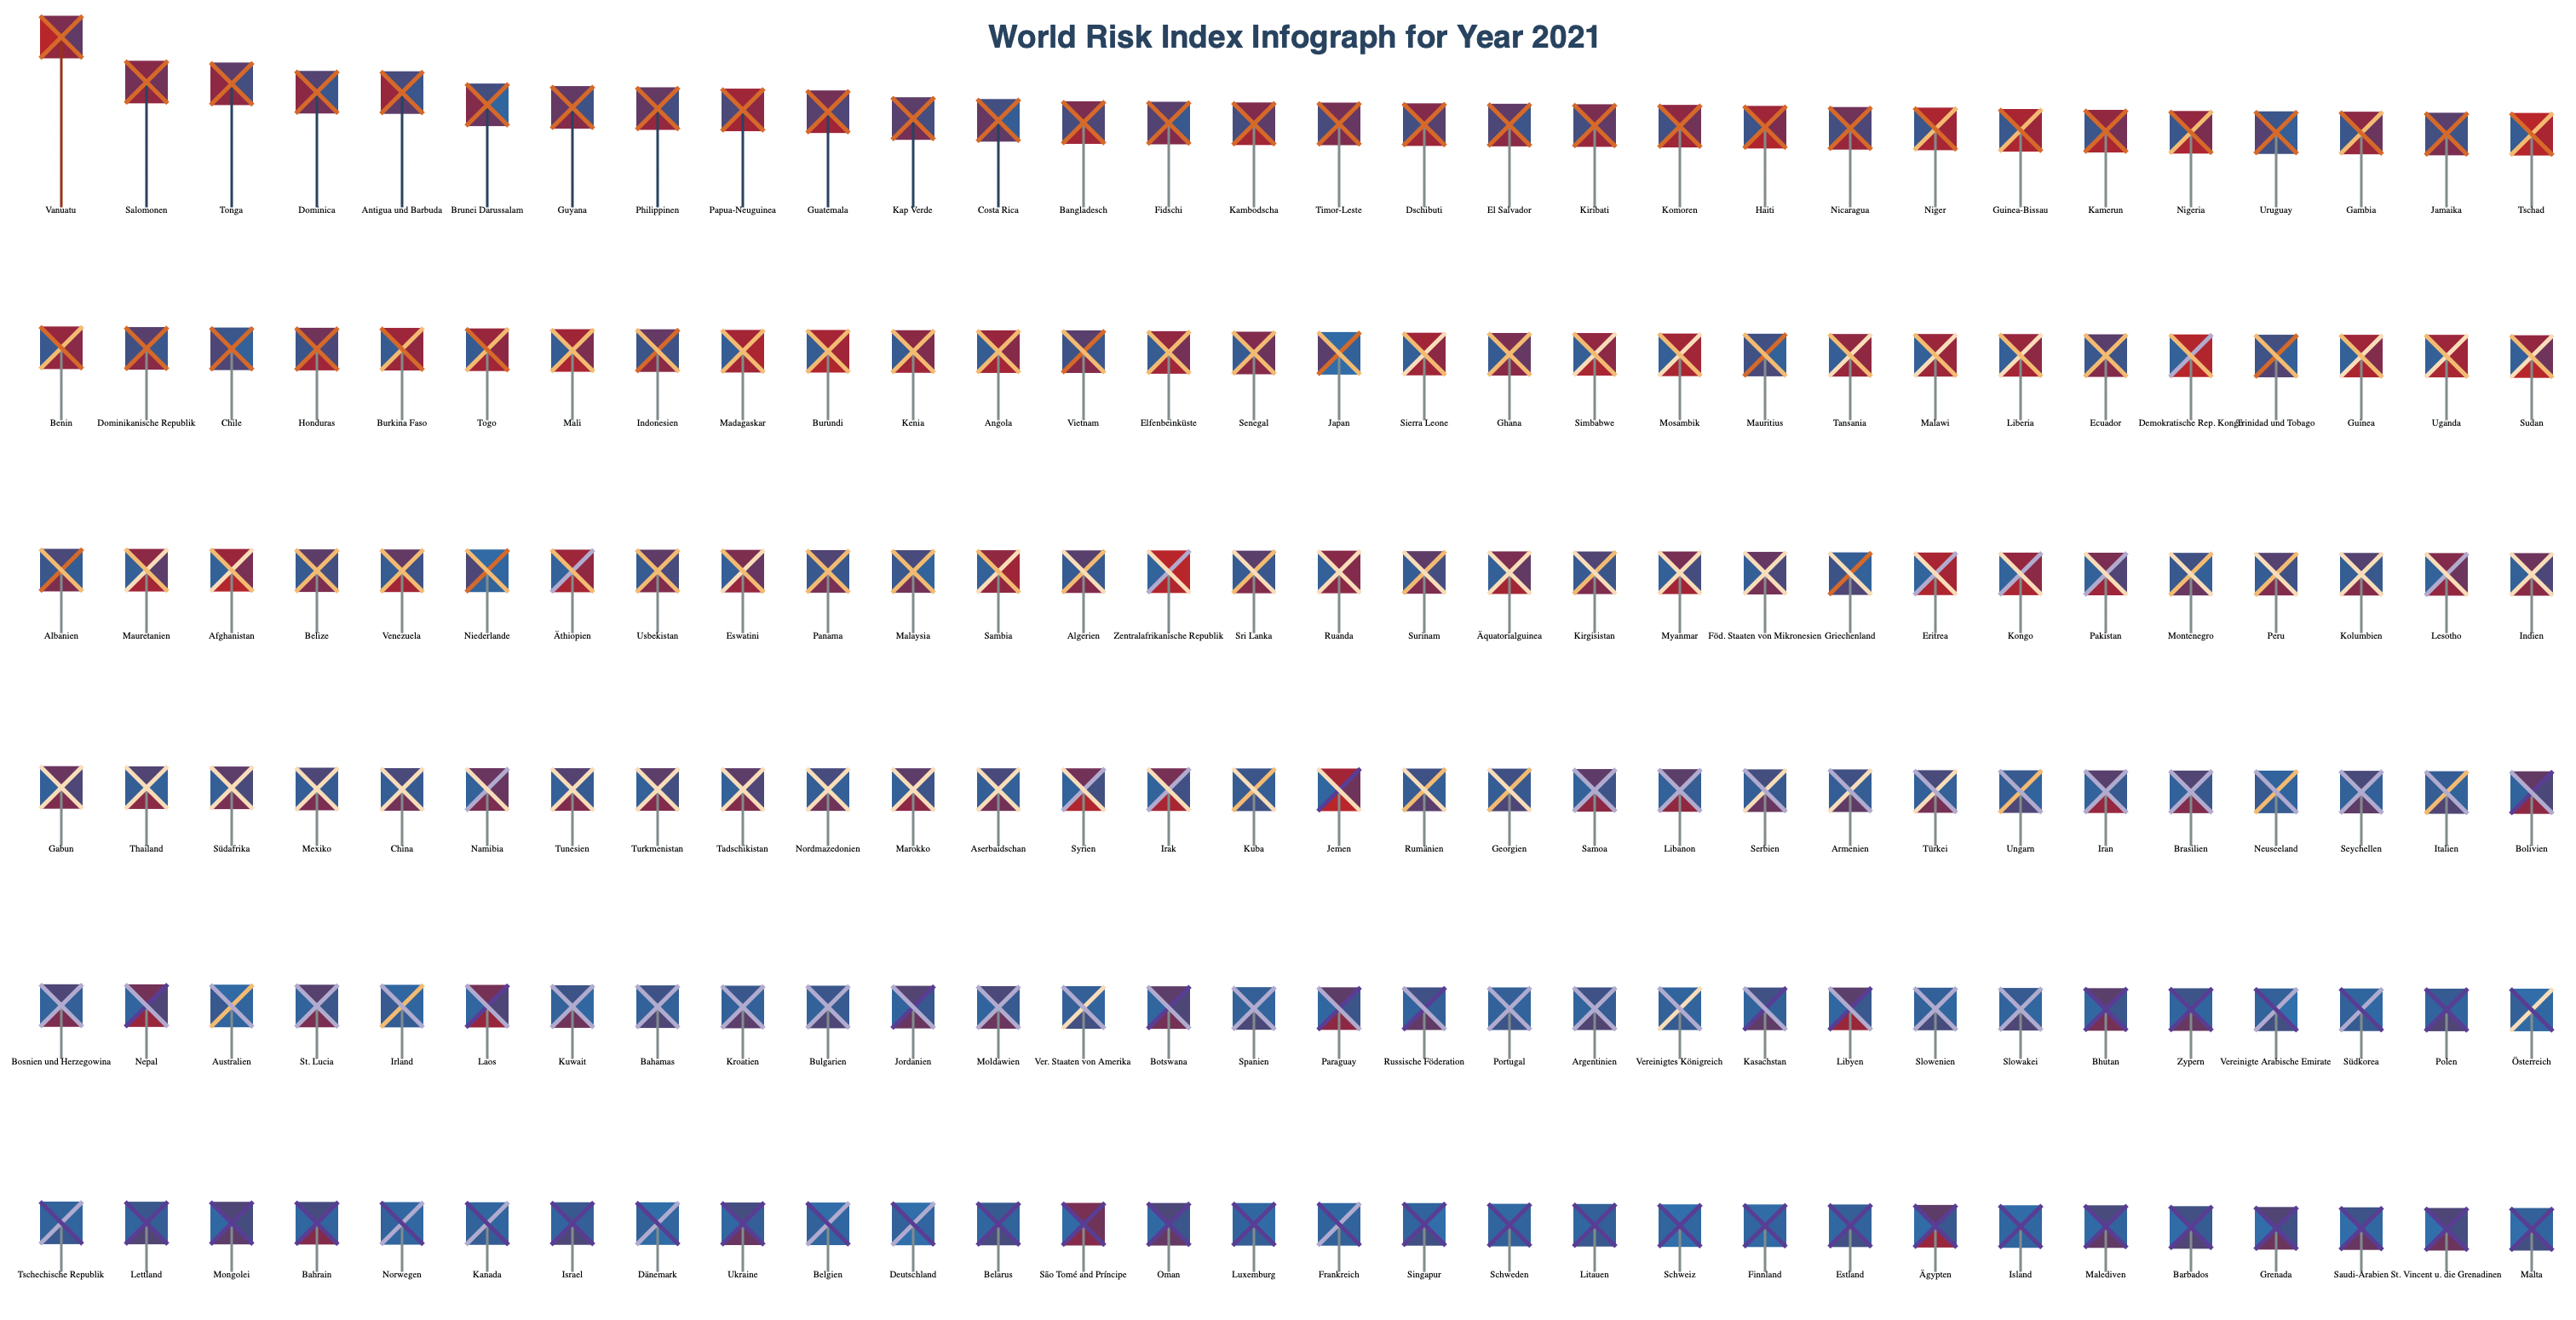 World Risk Index Infograph for Year 2021
Vanuatu Salomonen Tonga Dominica Antigua und Barbuda Brunei Darussalam Guyana Philippinen Papua-Neuguinea Guatemala Kap Verde Costa Rica Bangladesch Fidschi Kambodscha Timor-Leste Dschibuti El Salvador Kiribati Komoren Haiti Nicaragua Niger Guinea-Bissau Kamerun Nigeria Uruguay Gambia Jamaika Tschad
Benin Dominikanische Republik Chile Honduras Burkina Faso Togo Mali Indonesien Madagaskar Burundi Kenia Angola Vietnam Elfenbeinküste Senegal Japan Sierra Leone Ghana Simbabwe Mosambik Mauritius Tansania Malawi Liberia Ecuador Demokratische Rep. Kongo Trinidad und Tobago Guinea Uganda Sudan
Albanien Mauretanien Afghanistan Belize Venezuela Niederlande Äthiopien Usbekistan Eswatini Panama Malaysia Sambia Algerien Zentralafrikanische Republik Sri Lanka Ruanda Surinam Äquatorialguinea Kirgisistan Myanmar Föd. Staaten von Mikronesien Griechenland Eritrea Kongo Pakistan Montenegro Peru Kolumbien Lesotho Indien
Gabun Thailand Südafrika Mexiko China Namibia Tunesien Turkmenistan Tadschikistan Nordmazedonien Marokko Aserbaidschan Syrien Irak Kuba Jemen Rumänien Georgien Samoa Libanon Serbien Armenien Türkei Ungarn Iran Brasilien Neuseeland Seychellen Italien Bolivien
Bosnien und Herzegowina Nepal Australien St. Lucia Irland Laos Kuwait Bahamas Kroatien Bulgarien Jordanien Moldawien Ver. Staaten von Amerika Botswana Spanien Paraguay Russische Föderation Portugal Argentinien Vereinigtes Königreich Kasachstan Libyen Slowenien Slowakei Bhutan Zypern Vereinigte Arabische Emirate Südkorea Polen Österreich
Tschechische Republik Lettland Mongolei Bahrain Norwegen Kanada Israel Dänemark Ukraine Belgien Deutschland Belarus São Tomé and Príncipe Oman Luxemburg Frankreich Singapur Schweden Litauen Schweiz Finnland Estland Ägypten Island Malediven Barbados Grenada Saudi-Arabien St. Vincent u. die Grenadinen Malta